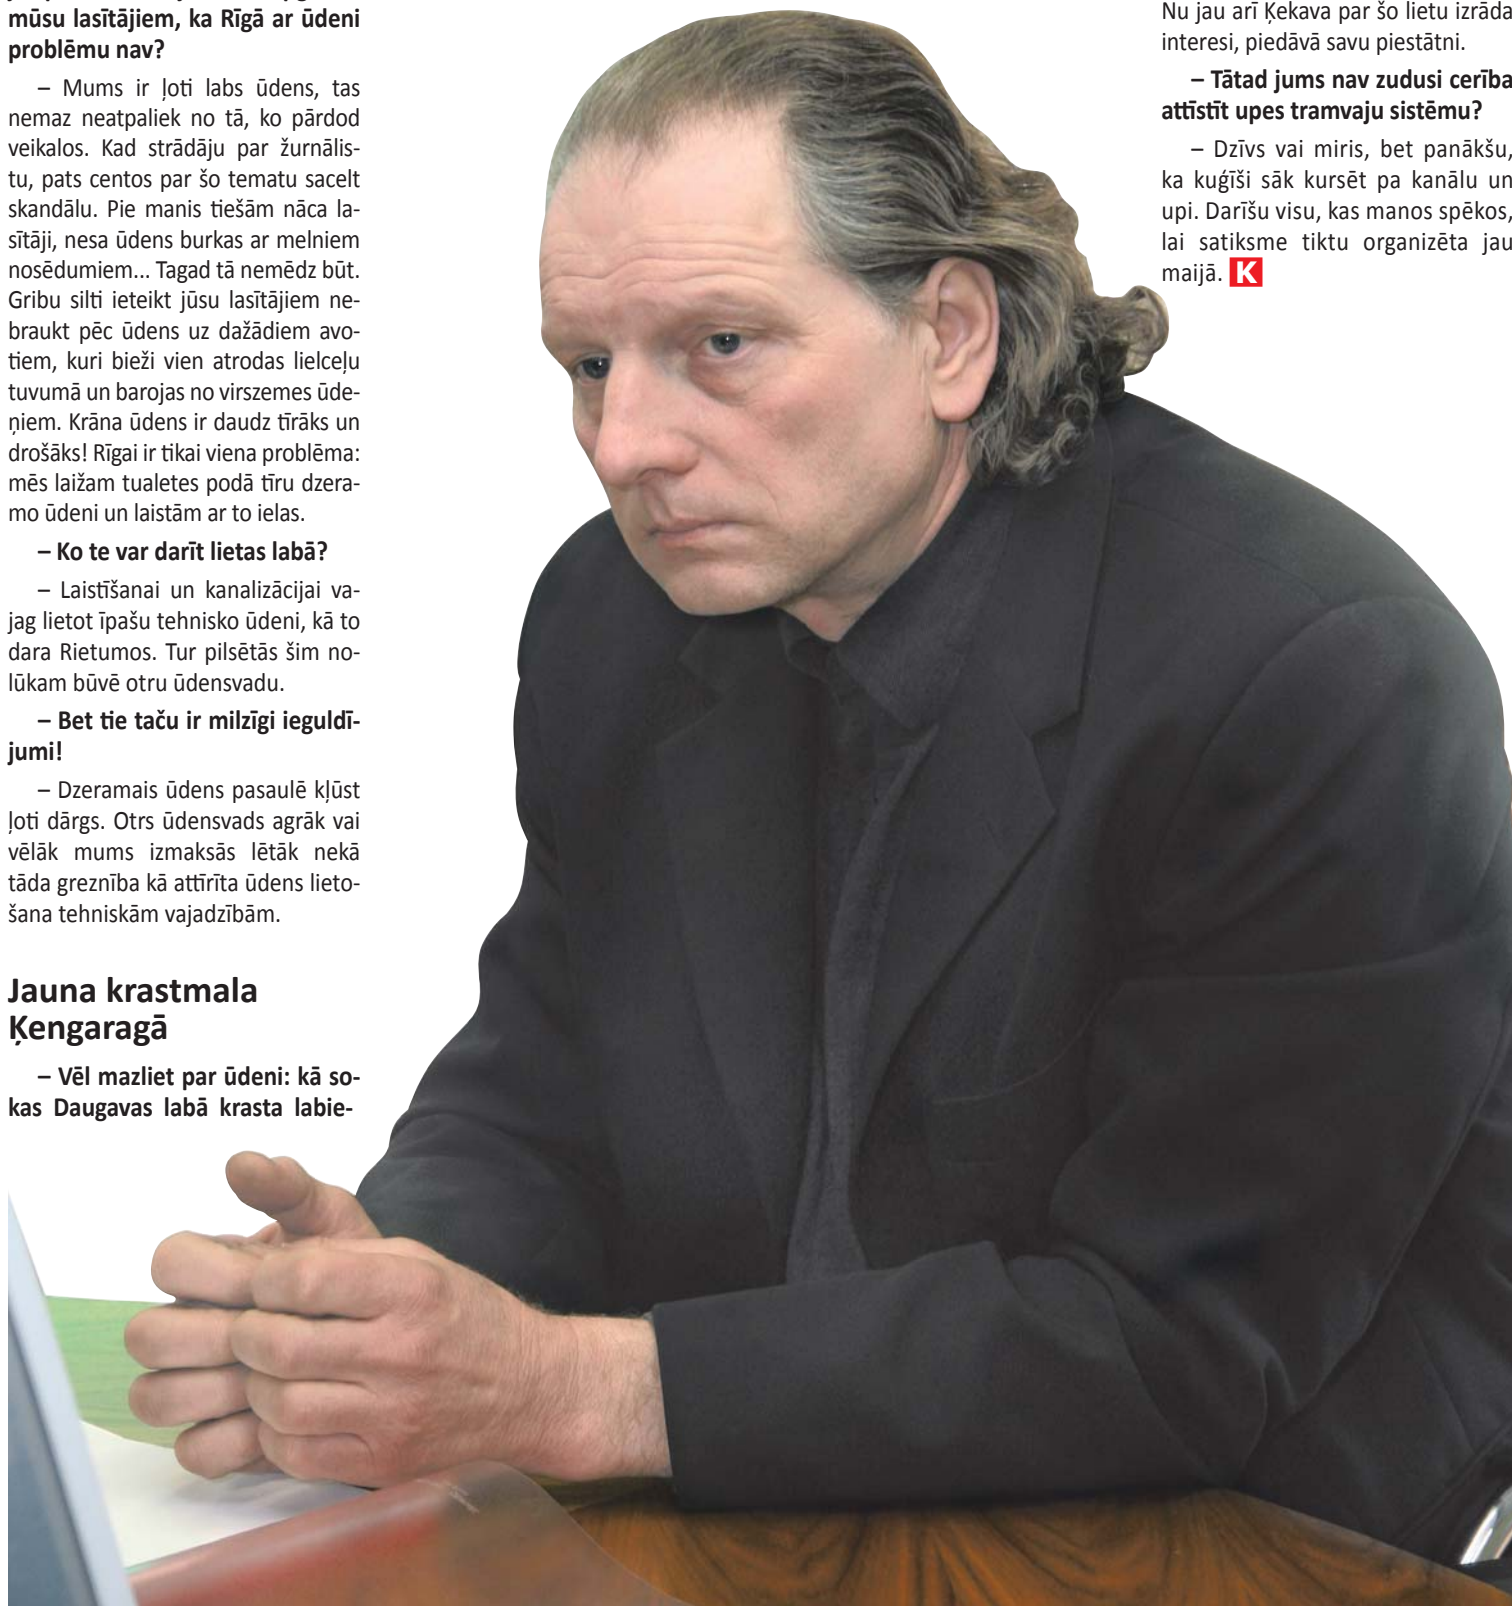 mūsu lasītājiem, ka Rīgā ar ūdeni
problēmu nav?
– Mums ir ļoti labs ūdens, tas
nemaz neatpaliek no tā, ko pārdod
veikalos. Kad strādāju par žurnālis-
tu, pats centos par šo tematu sacelt
skandālu. Pie manis tiešām nāca la-
sītāji, nesa ūdens burkas ar melniem
nosēdumiem... Tagad tā nemēdz būt.
Gribu silti ieteikt jūsu lasītājiem ne-
braukt pēc ūdens uz dažādiem avo-
tiem, kuri bieži vien atrodas lielceļu
tuvumā un barojas no virszemes ūde-
ņiem. Krāna ūdens ir daudz tīrāks un
drošāks! Rīgai ir tikai viena problēma:
mēs laižam tualetes podā tīru dzera-
mo ūdeni un laistām ar to ielas.
– Ko te var darīt lietas labā?
– Laistīšanai un kanalizācijai va-
jag lietot īpašu tehnisko ūdeni, kā to
dara Rietumos. Tur pilsētās šim no-
lūkam būvē otru ūdensvadu.
– Bet tie taču ir milzīgi ieguldī-
jumi!
– Dzeramais ūdens pasaulē kļūst
ļoti dārgs. Otrs ūdensvads agrāk vai
vēlāk mums izmaksās lētāk nekā
tāda greznība kā attīrīta ūdens lieto-
šana tehniskām vajadzībām.
Jauna krastmala
Ķengaragā
– Vēl mazliet par ūdeni: kā so-
kas Daugavas labā krasta labie-
Nu jau arī Ķekava par šo lietu izrāda
interesi, piedāvā savu piestātni.
– Tātad jums nav zudusi cerība
attīstīt upes tramvaju sistēmu?
– Dzīvs vai miris, bet panākšu,
ka kuģīši sāk kursēt pa kanālu un
upi. Darīšu visu, kas manos spēkos,
lai satiksme tiktu organizēta jau
maijā. K